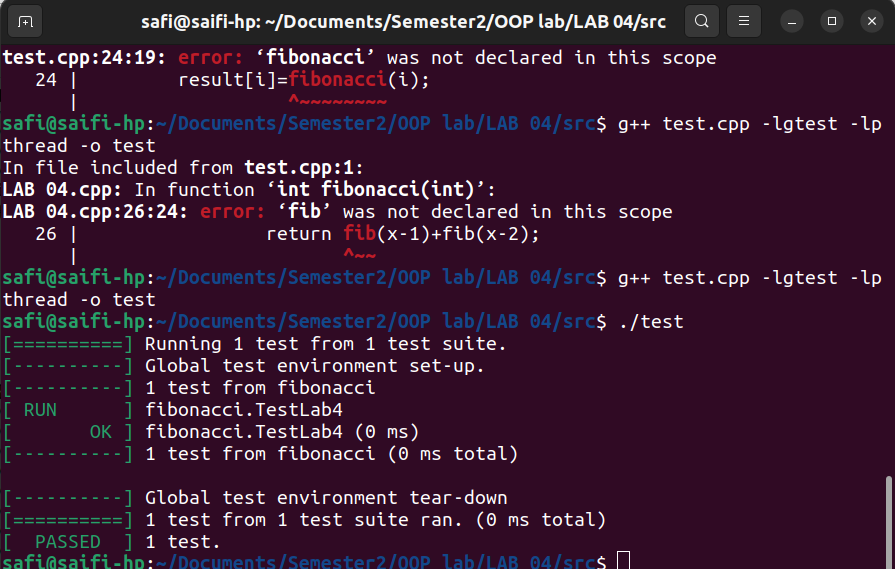 safi@saifi-hp: ~/Documents/Semester2/OOP lab/LAB 04/src
test.cpp:24:19: error: ‘fibonacci’ was not declared in this scope
   24 |         result[i]=fibonacci(i);
      |                   ^~~~~~~~~
safi@saifi-hp:~/Documents/Semester2/OOP lab/LAB 04/src$ g++ test.cpp -lgtest -lp
thread -o test
In file included from test.cpp:1:
LAB 04.cpp: In function ‘int fibonacci(int)’:
LAB 04.cpp:26:24: error: ‘fib’ was not declared in this scope
   26 |                 return fib(x-1)+fib(x-2);
      |                        ^~~
safi@saifi-hp:~/Documents/Semester2/OOP lab/LAB 04/src$ g++ test.cpp -lgtest -lp
thread -o test
safi@saifi-hp:~/Documents/Semester2/OOP lab/LAB 04/src$ ./test
[==========] Running 1 test from 1 test suite.
[----------] Global test environment set-up.
[----------] 1 test from fibonacci
[ RUN      ] fibonacci.TestLab4
[       OK ] fibonacci.TestLab4 (0 ms)
[----------] 1 test from fibonacci (0 ms total)
[----------] Global test environment tear-down
[==========] 1 test from 1 test suite ran. (0 ms total)
[  PASSED  ] 1 test.
safi@saifi-hp:~/Documents/Semester2/OOP lab/LAB 04/src$